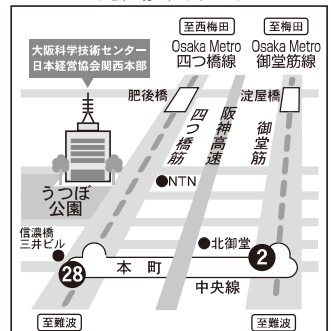 至西梅田
至梅田
大阪科学技術センター
日本経営協会関西本部
Osaka Metro
四つ橋線
Osaka Metro
御堂筋線
肥後橋
淀屋橋
四つ橋筋
阪神高速
御堂筋
NTN
うつぼ
公園
信濃橋
三井ビル
北御堂
28
本町
2
中央線
至難波
至難波